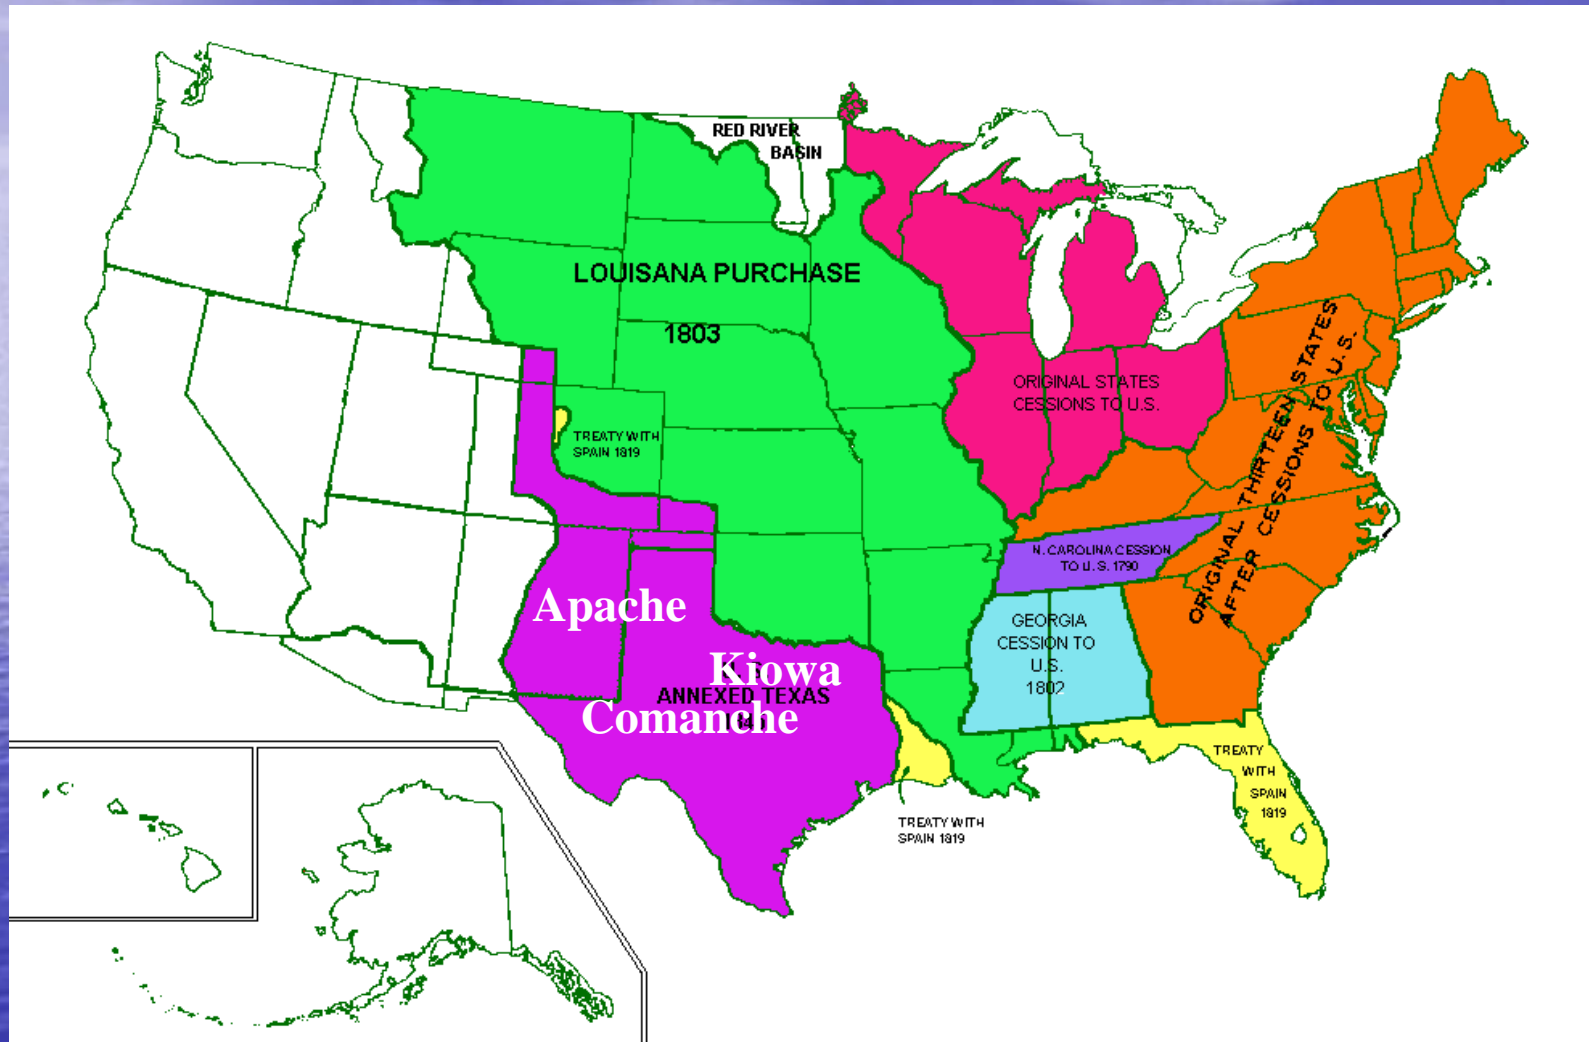 RED RIVER
BASIN
LOUISANA PURCHASE
1803
TREATY WITH
SPAIN 1819
ORIGINAL STATES
CESSIONS TO U.S.
ORIGINAL THIRTEEN STATES
AFTER CESSIONS TO U.S.
N. CAROLINA CESSION
TO U.S. 1790
GEORGIA
CESSION TO
U.S.
1802
Apache
Kiowa
ANNEXED TEXAS
Comanche
TREATY WITH
SPAIN 1819
TREATY
WITH
SPAIN
1819